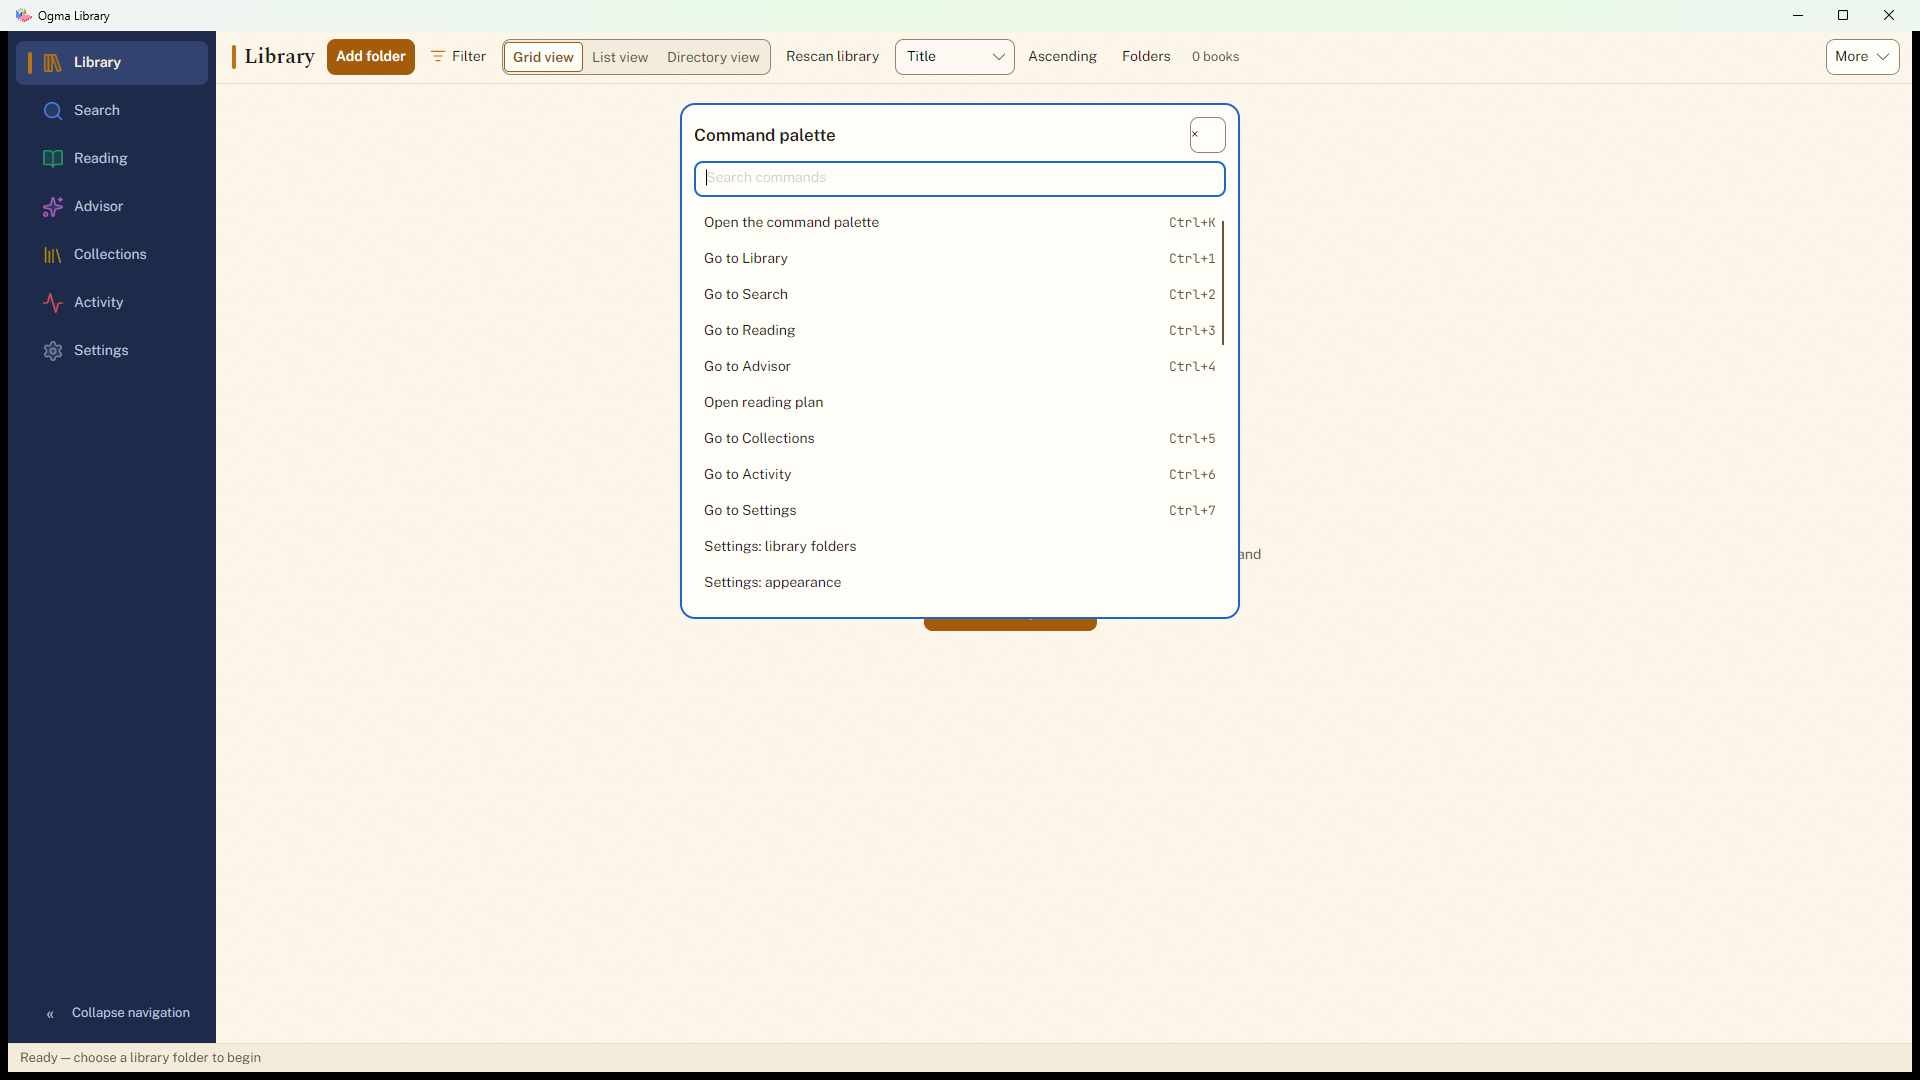 Ogma Library
Library
Search
Reading
Advisor
Collections
Activity
Settings
« Collapse navigation
Library
Add folder
Filter
Grid view
List view
Directory view
Rescan library
Title
Ascending
Folders
0 books
More
Command palette
×
Search commands
Open the command palette Ctrl+K
Go to Library Ctrl+1
Go to Search Ctrl+2
Go to Reading Ctrl+3
Go to Advisor Ctrl+4
Open reading plan
Go to Collections Ctrl+5
Go to Activity Ctrl+6
Go to Settings Ctrl+7
Settings: library folders
Settings: appearance
and
Ready — choose a library folder to begin